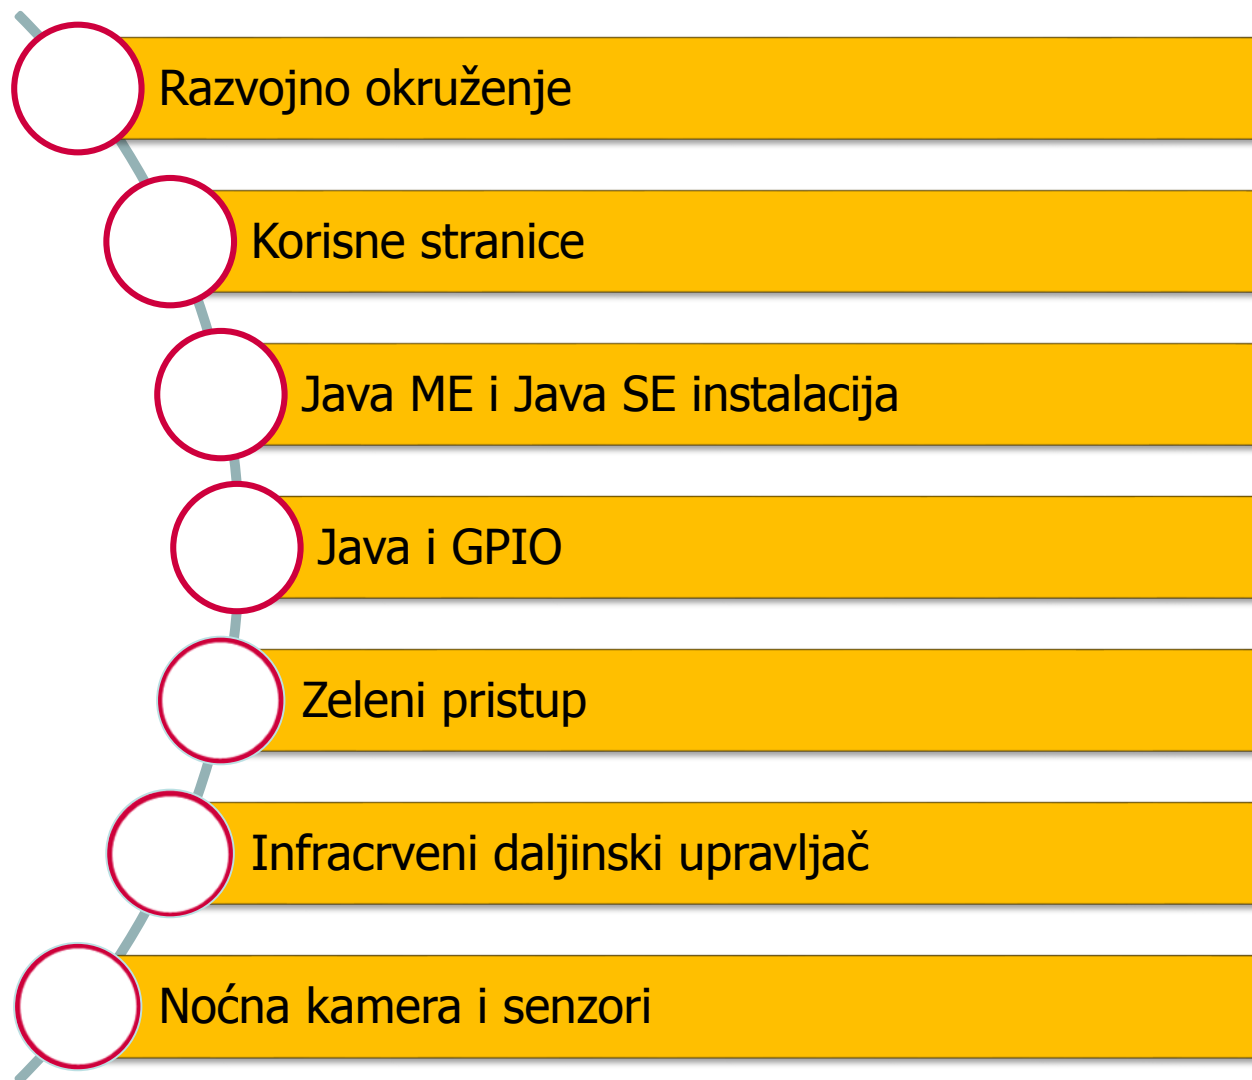 Razvojno okruženje
Korisne stranice
Java ME i Java SE instalacija
Java i GPIO
Zeleni pristup
Infracrveni daljinski upravljač
Noćna kamera i senzori